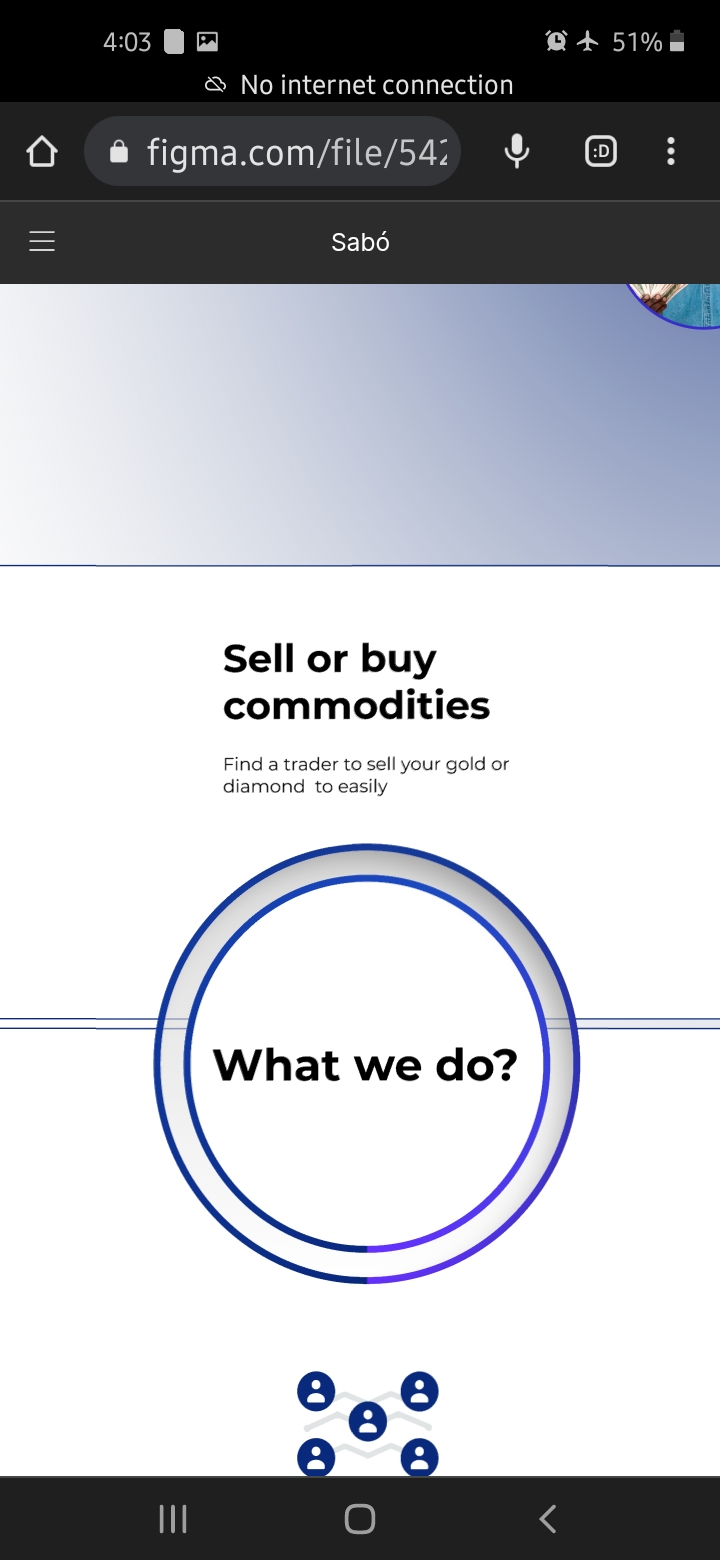 4:03 51%
No internet connection
figma.com/file/542
:D
Sabó
Sell or buy
commodities
Find a trader to sell your gold or
diamond  to easily
What we do?